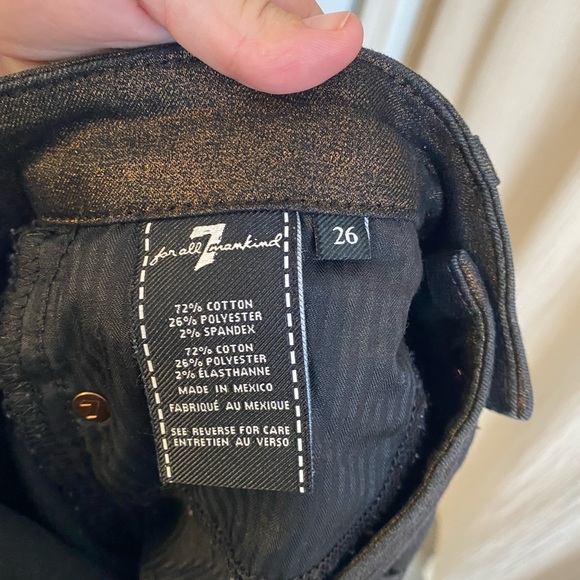 for all 7 mankind
26
72% COTTON
26% POLYESTER
2% SPANDEX
72% COTON
26% POLYESTER
2% ÉLASTHANNE
MADE IN MEXICO
FABRIQUÉ AU MEXIQUE
SEE REVERSE FOR CARE
ENTRETIEN AU VERSO